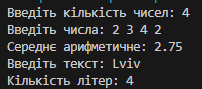 Введіть кількість чисел: 4
Введіть числа: 2 3 4 2
Середнє арифметичне: 2.75
Введіть текст: Lviv
Кількість літер: 4